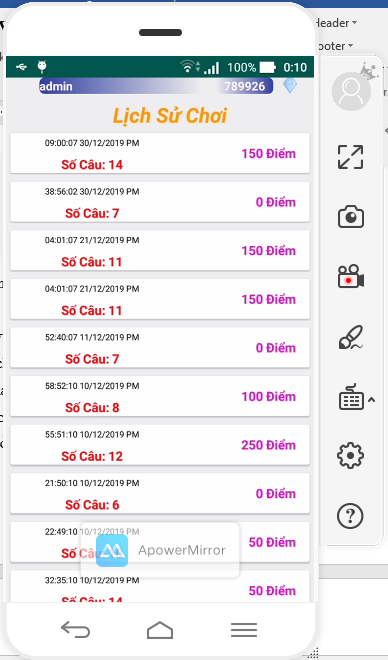 Header
ooter
100% 0:10
admin 789926
Lịch Sử Chơi
09:00:07 30/12/2019 PM
Số Câu: 14
150 Điểm
38:56:02 30/12/2019 PM
Số Câu: 7
0 Điểm
04:01:07 21/12/2019 PM
Số Câu: 11
150 Điểm
04:01:07 21/12/2019 PM
Số Câu: 11
150 Điểm
52:40:07 11/12/2019 PM
Số Câu: 7
0 Điểm
58:52:10 10/12/2019 PM
Số Câu: 8
100 Điểm
55:51:10 10/12/2019 PM
Số Câu: 12
250 Điểm
21:50:10 10/12/2019 PM
Số Câu: 6
0 Điểm
22:49:10 10/12/2019 PM
Số Câ
50 Điểm
ApowerMirror
32:35:10 10/12/2019 PM
Số Câu: 14
50 Điểm